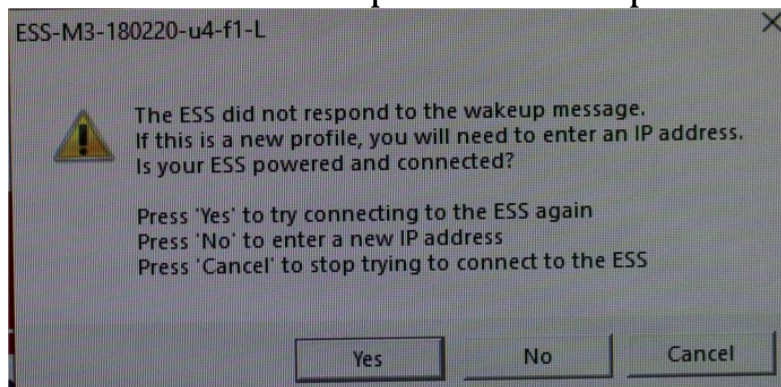 ESS-M3-180220-u4-f1-L
The ESS did not respond to the wakeup message.
If this is a new profile, you will need to enter an IP address.
Is your ESS powered and connected?
Press 'Yes' to try connecting to the ESS again
Press 'No' to enter a new IP address
Press 'Cancel' to stop trying to connect to the ESS
Yes
No
Cancel